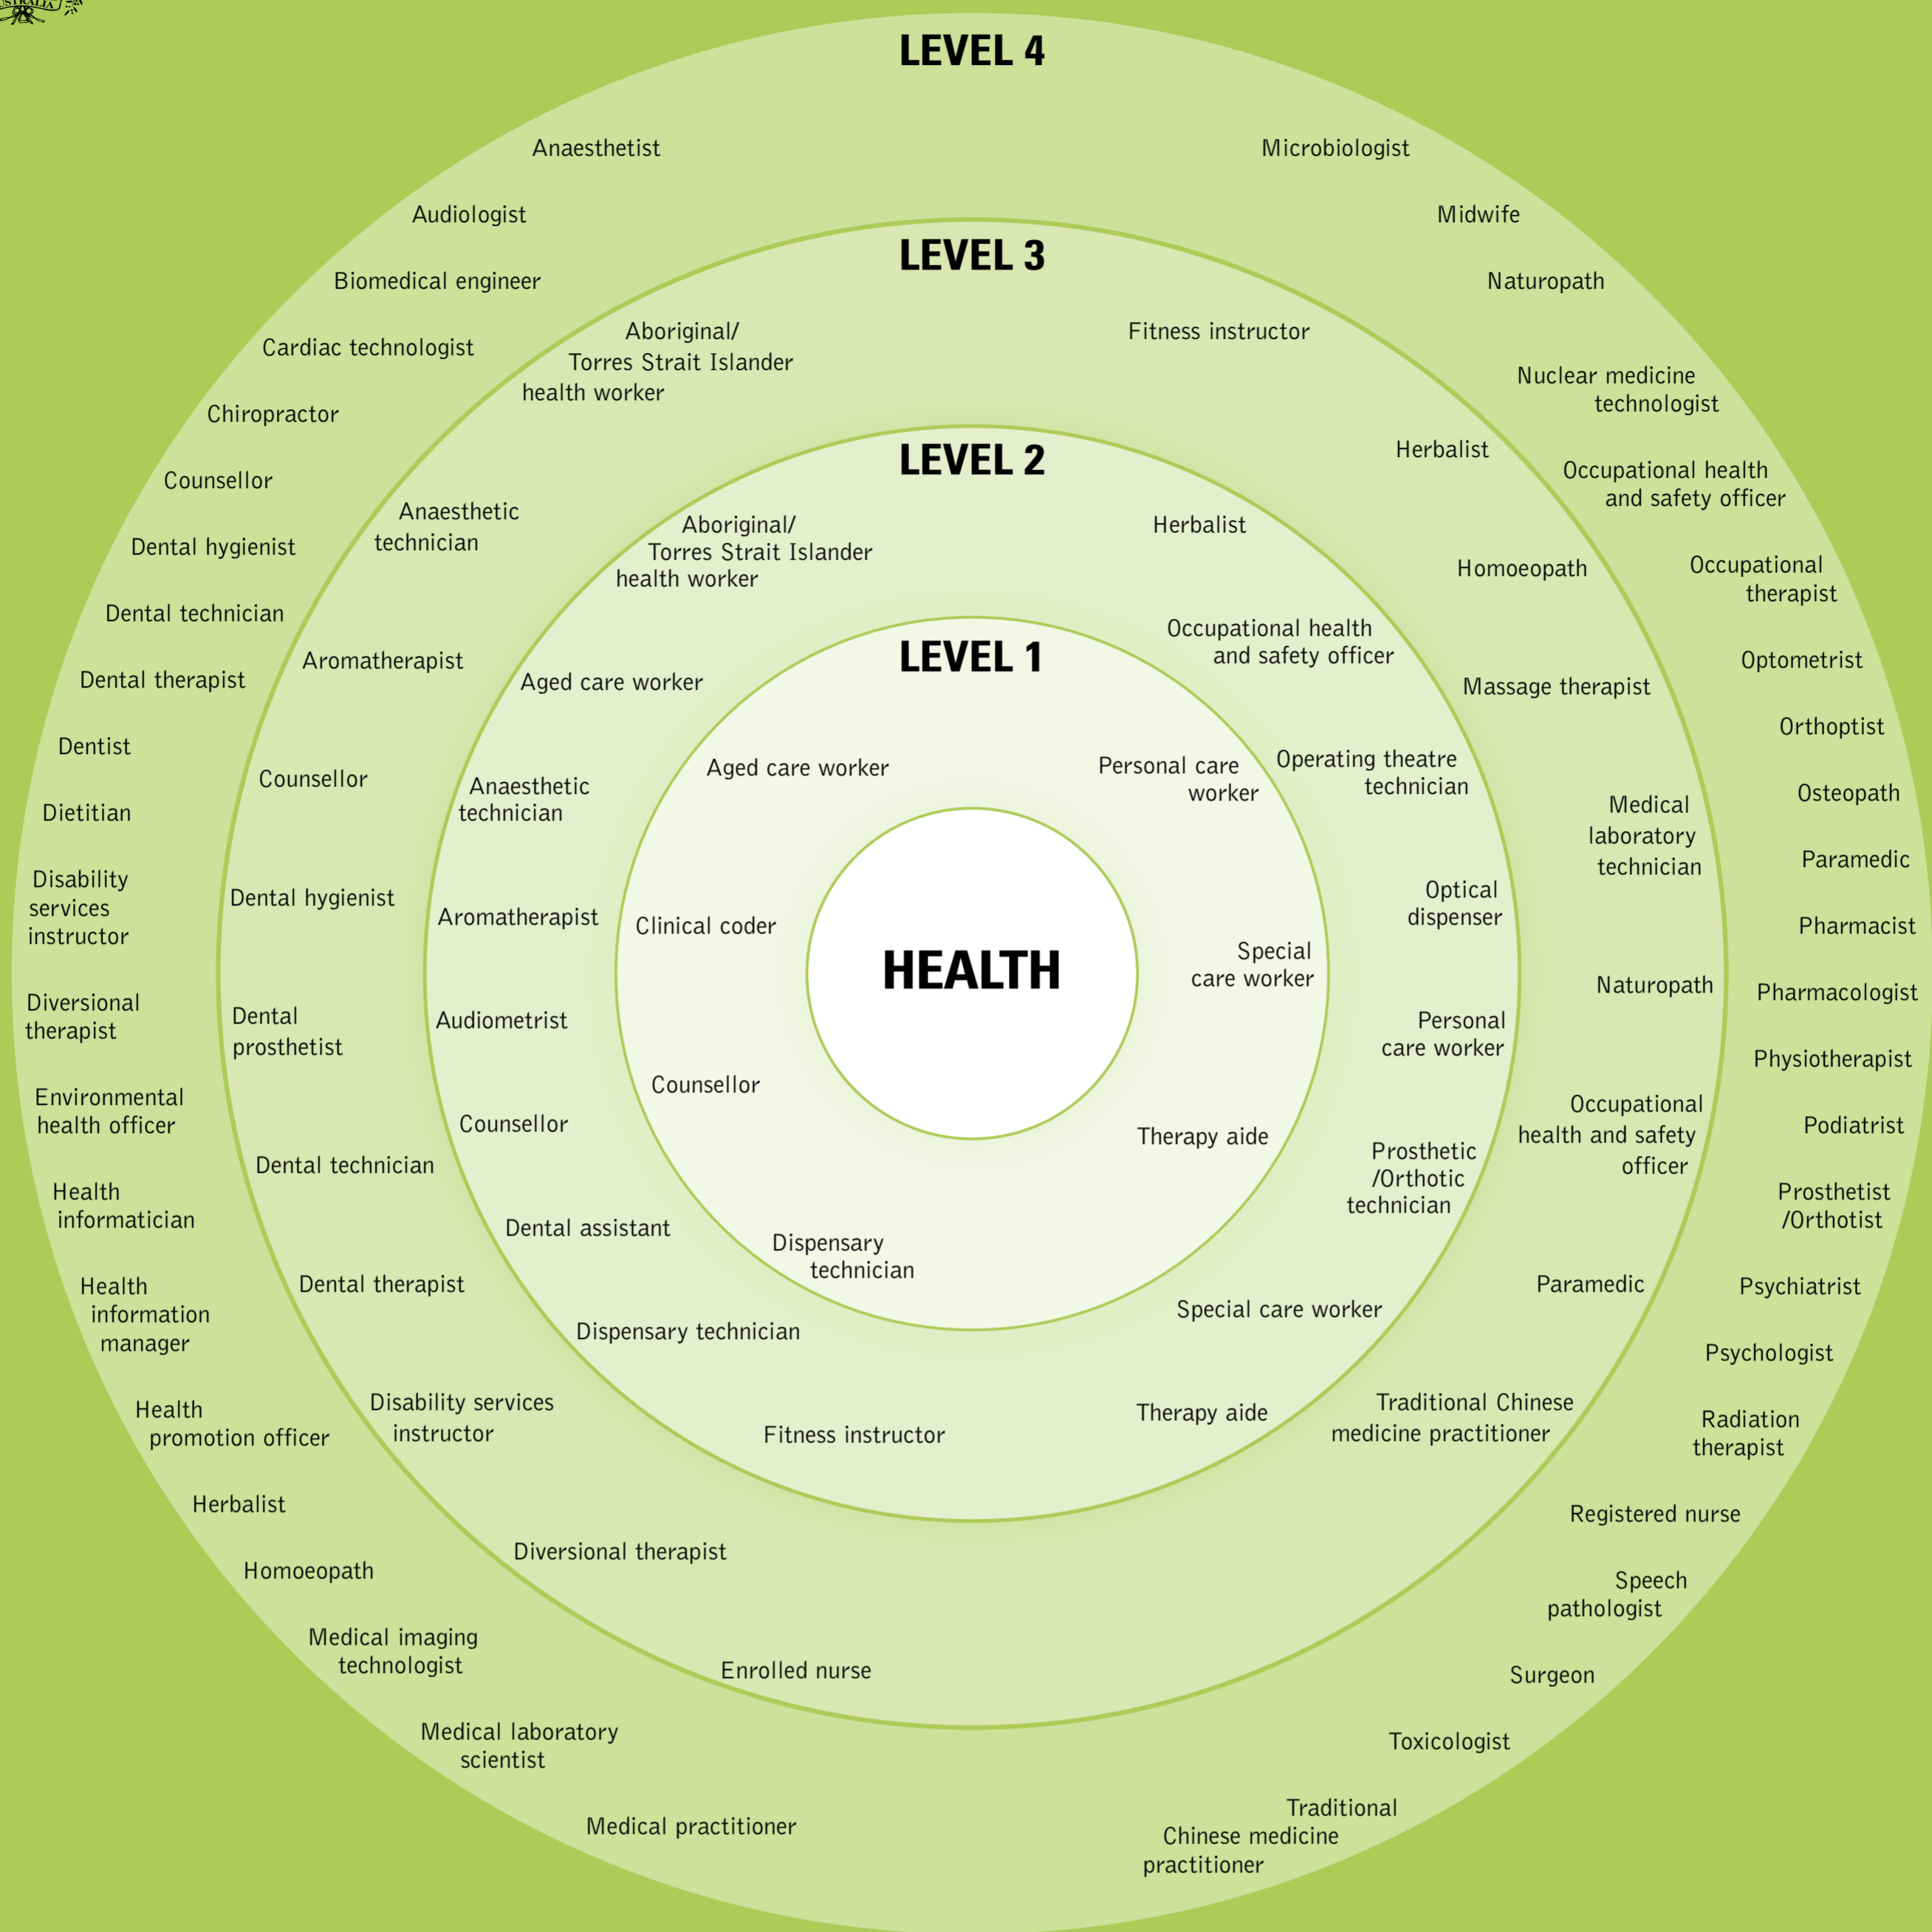 AUSTRALIA
LEVEL 4
Anaesthetist
Audiologist
Biomedical engineer
Cardiac technologist
Chiropractor
Counsellor
Dental hygienist
Dental technician
Dental therapist
Dentist
Dietitian
Disability
services
instructor
Diversional
therapist
Environmental
health officer
Health
informatician
Health
information
manager
Health
promotion officer
Herbalist
Homoeopath
Medical imaging
technologist
Medical laboratory
scientist
Medical practitioner
Microbiologist
Midwife
Naturopath
Nuclear medicine
technologist
Occupational health
and safety officer
Occupational
therapist
Optometrist
Orthoptist
Osteopath
Paramedic
Pharmacist
Pharmacologist
Physiotherapist
Podiatrist
Prosthetist
/Orthotist
Psychiatrist
Psychologist
Radiation
therapist
Registered nurse
Speech
pathologist
Surgeon
Toxicologist
Traditional
Chinese medicine
practitioner
LEVEL 3
Aboriginal/
Torres Strait Islander
health worker
Anaesthetic
technician
Aromatherapist
Counsellor
Dental hygienist
Dental
prosthetist
Dental technician
Dental therapist
Disability services
instructor
Diversional therapist
Enrolled nurse
Fitness instructor
Herbalist
Homoeopath
Massage therapist
Medical
laboratory
technician
Naturopath
Occupational
health and safety
officer
Paramedic
Traditional Chinese
medicine practitioner
LEVEL 2
Aboriginal/
Torres Strait Islander
health worker
Aged care worker
Anaesthetic
technician
Aromatherapist
Audiometrist
Counsellor
Dental assistant
Dispensary technician
Fitness instructor
Herbalist
Occupational health
and safety officer
Operating theatre
technician
Optical
dispenser
Personal
care worker
Prosthetic
/Orthotic
technician
Special care worker
Therapy aide
LEVEL 1
Aged care worker
Clinical coder
Counsellor
Dispensary
technician
Personal care
worker
Special
care worker
Therapy aide
HEALTH